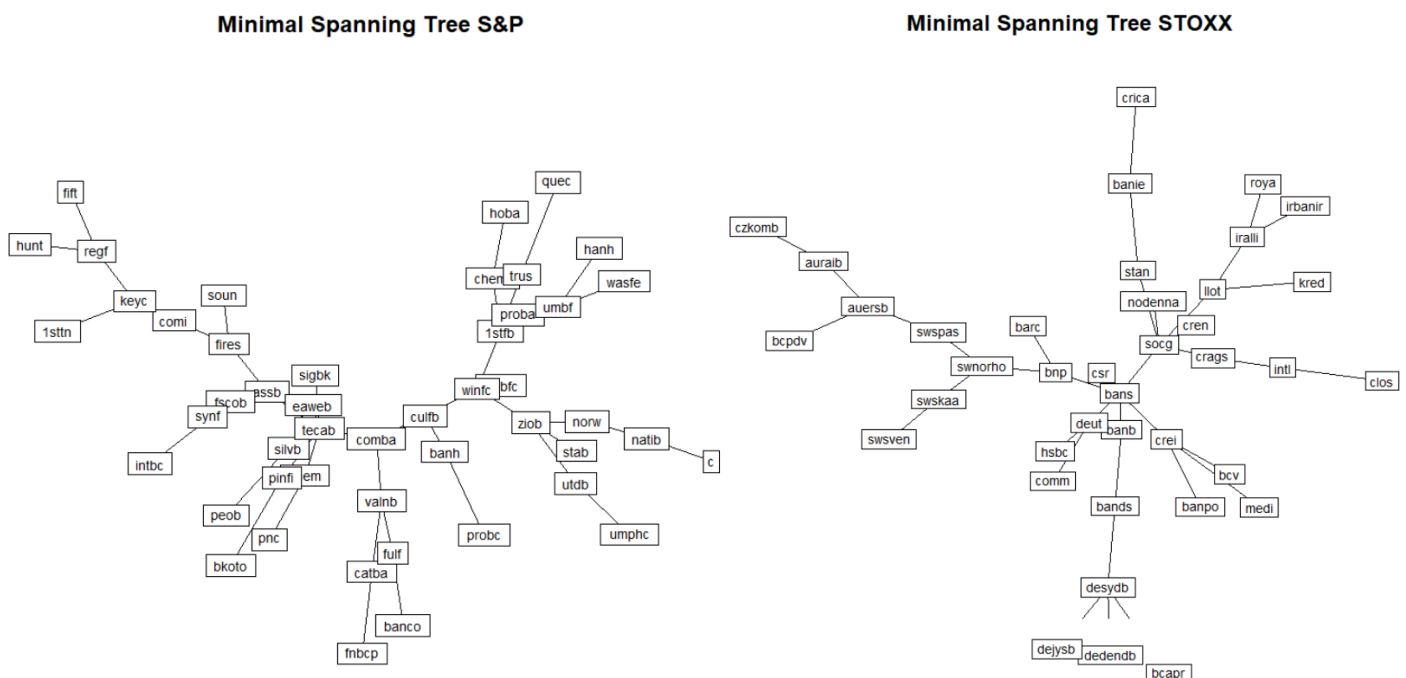 Minimal Spanning Tree S&P
fift
hunt
regf
keyc
1sttn
comi
soun
fires
assb
fscob
synf
intbc
sigbk
eaweb
tecab
silvb
pinfi
em
peob
pnc
bkoto
comba
valnb
fulf
catba
banco
fnbcp
culfb
banh
probc
winfc
bfc
1stfb
proba
chem
trus
hoba
quec
umbf
hanh
wasfe
ziob
norw
natib
c
stab
utdb
umphc
Minimal Spanning Tree STOXX
crica
banie
stan
nodenna
roya
irbanir
iralli
llot
kred
cren
socg
crags
intl
clos
czkomb
auraib
auersb
bcpdv
swspas
swnorho
swskaa
swsven
barc
bnp
csr
bans
deut
banb
hsbc
comm
crei
bcv
banpo
medi
bands
desydb
dejysb
dedendb
bcapr